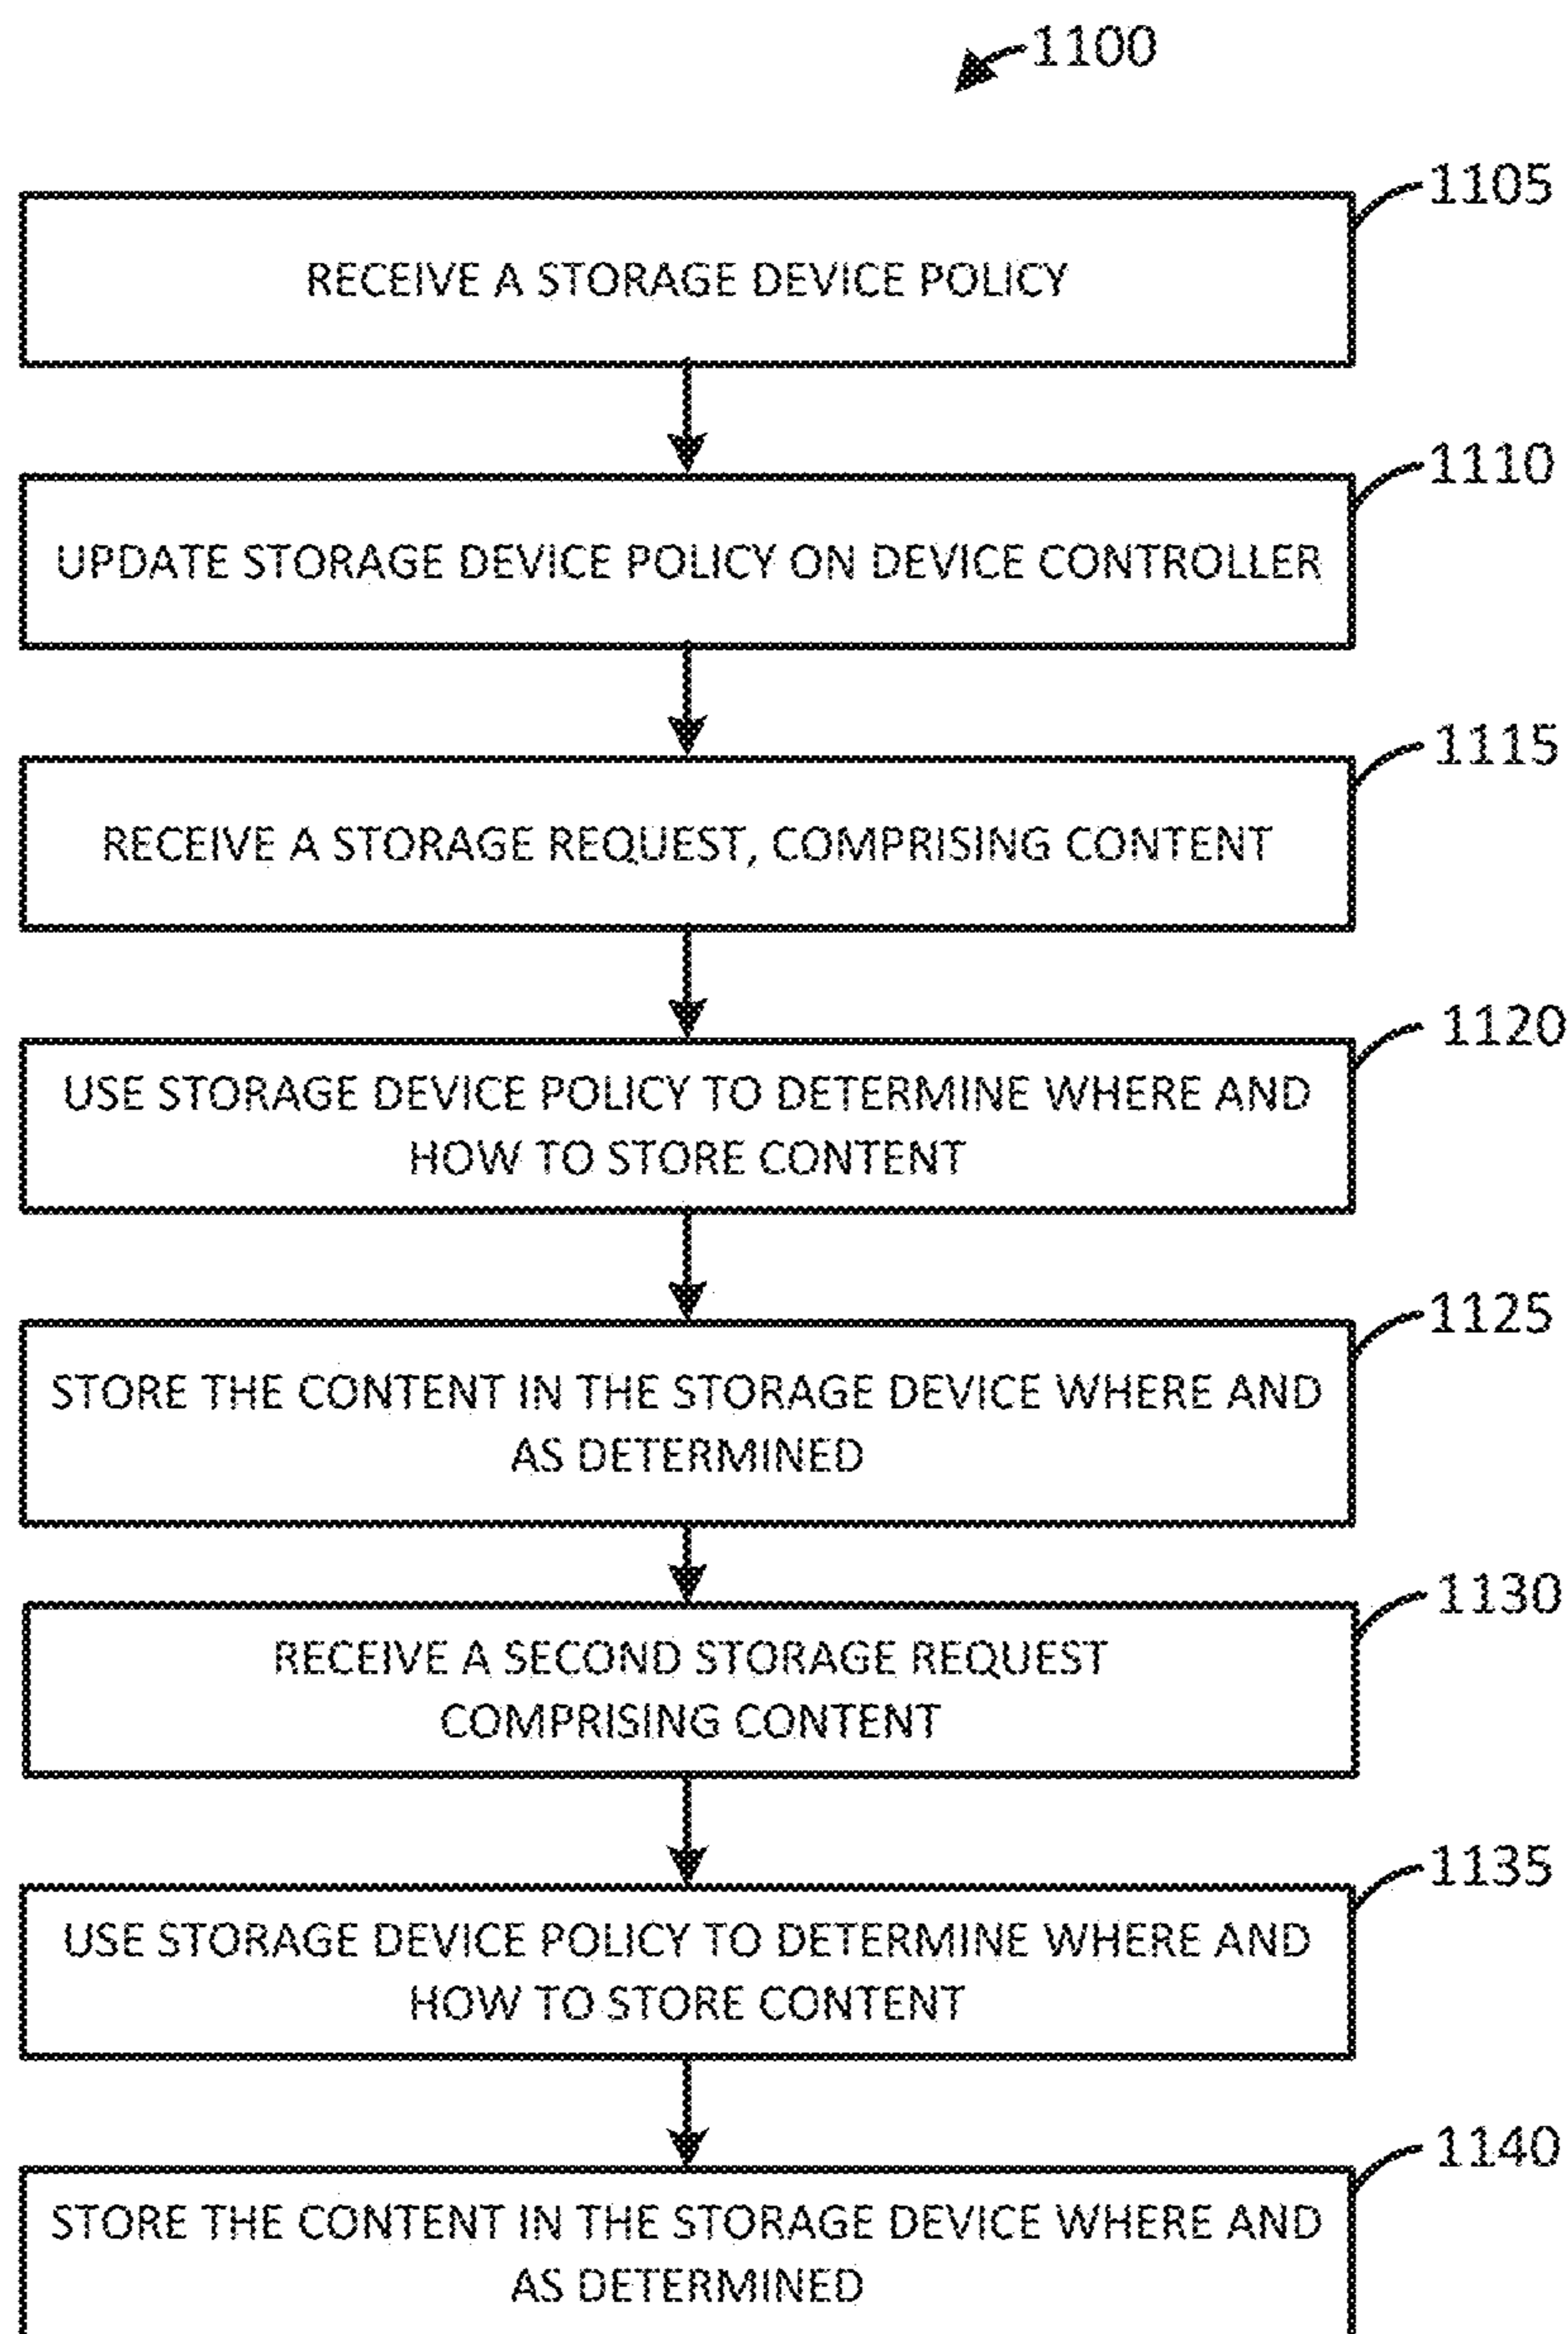 1100
1105
RECEIVE A STORAGE DEVICE POLICY
1110
UPDATE STORAGE DEVICE POLICY ON DEVICE CONTROLLER
1115
RECEIVE A STORAGE REQUEST, COMPRISING CONTENT
1120
USE STORAGE DEVICE POLICY TO DETERMINE WHERE AND
HOW TO STORE CONTENT
1125
STORE THE CONTENT IN THE STORAGE DEVICE WHERE AND
AS DETERMINED
1130
RECEIVE A SECOND STORAGE REQUEST
COMPRISING CONTENT
1135
USE STORAGE DEVICE POLICY TO DETERMINE WHERE AND
HOW TO STORE CONTENT
1140
STORE THE CONTENT IN THE STORAGE DEVICE WHERE AND
AS DETERMINED